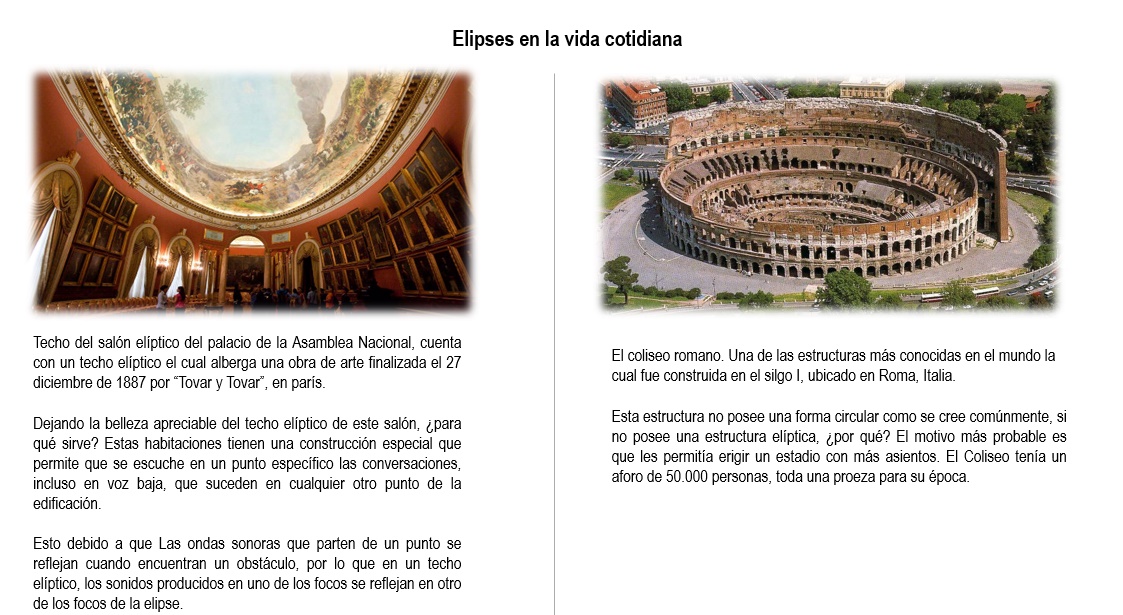 Elipses en la vida cotidiana
Techo del salón elíptico del palacio de la Asamblea Nacional, cuenta
con un techo elíptico el cual alberga una obra de arte finalizada el 27
diciembre de 1887 por “Tovar y Tovar”, en parís.
Dejando la belleza apreciable del techo elíptico de este salón, ¿para
qué sirve? Estas habitaciones tienen una construcción especial que
permite que se escuche en un punto específico las conversaciones,
incluso en voz baja, que suceden en cualquier otro punto de la
edificación.
Esto debido a que Las ondas sonoras que parten de un punto se
reflejan cuando encuentran un obstáculo, por lo que en un techo
elíptico, los sonidos producidos en uno de los focos se reflejan en otro
de los focos de la elipse.
El coliseo romano. Una de las estructuras más conocidas en el mundo la
cual fue construida en el silgo I, ubicado en Roma, Italia.
Esta estructura no posee una forma circular como se cree comúnmente, si
no posee una estructura elíptica, ¿por qué? El motivo más probable es
que les permitía erigir un estadio con más asientos. El Coliseo tenía un
aforo de 50.000 personas, toda una proeza para su época.